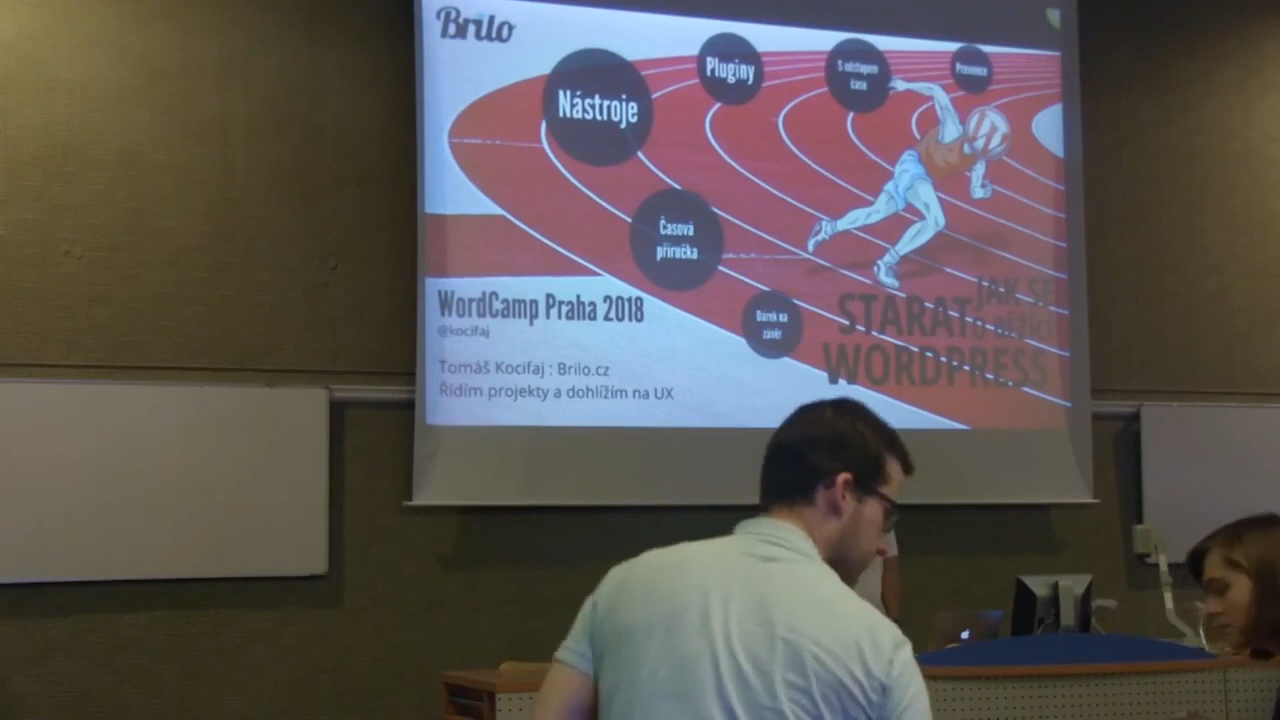 Brilo
Nástroje
Pluginy
S odstupem
času
Prevence
Časová
příručka
Dárek na
závěr
WordCamp Praha 2018
@kocifaj
Tomáš Kocifaj : Brilo.cz
Řídím projekty a dohlížím na UX
JAK SE
STARAT
WORDPRESS